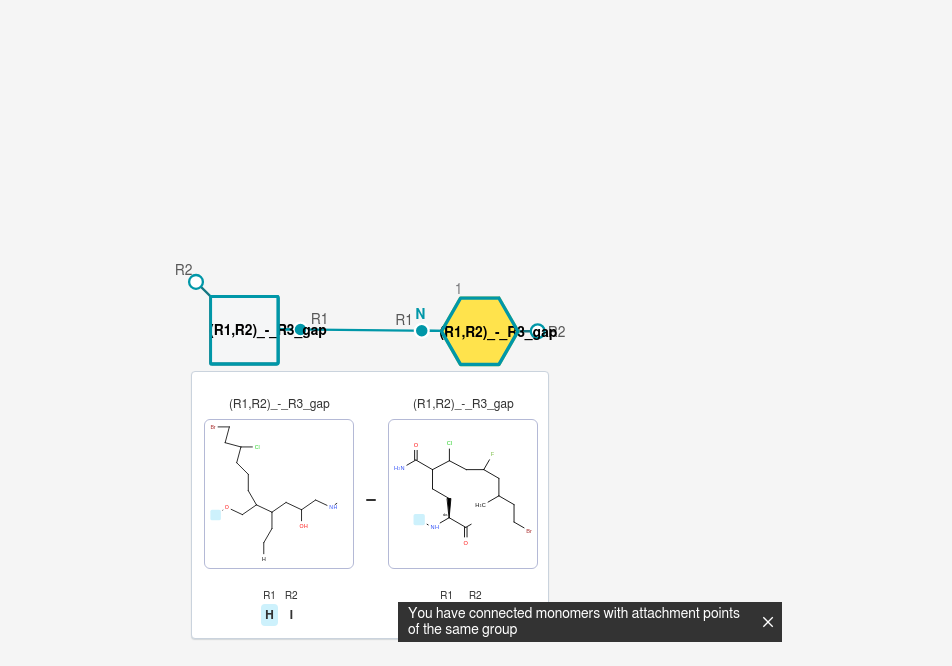 R2
1
N
R1
R1
(R1,R2)_-_R3_gap
(R1,R2)_-_R3_gap
R2
(R1,R2)_-_R3_gap
(R1,R2)_-_R3_gap
Br
Cl
O
NH
OH
H
O
Cl
F
H₂N
H₃C
NH
O
Br
R1 R2
H I
R1 R2
You have connected monomers with attachment points
of the same group